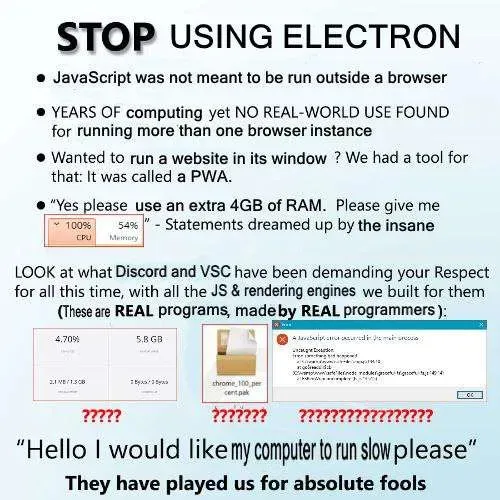 STOP USING ELECTRON
● JavaScript was not meant to be run outside a browser
● YEARS OF computing yet NO REAL-WORLD USE FOUND
for running more than one browser instance
● Wanted to run a website in its window ? We had a tool for
that: It was called a PWA.
● “Yes please use an extra 4GB of RAM. Please give me
100% 54%
CPU Memory
” - Statements dreamed up by the insane
LOOK at what Discord and VSC have been demanding your Respect
for all this time, with all the JS & rendering engines we built for them
(These are REAL programs, made by REAL programmers ):
4.70% 5.8 GB
2.1 MB / 1.3 GB 0 Bytes / 0 Bytes
chrome_100_per
cent.pak
Error
A JavaScript error occurred in the main process
Uncaught Exception:
OK
????? ??????? ?????????????????
“Hello I would like my computer to run slow please”
They have played us for absolute fools